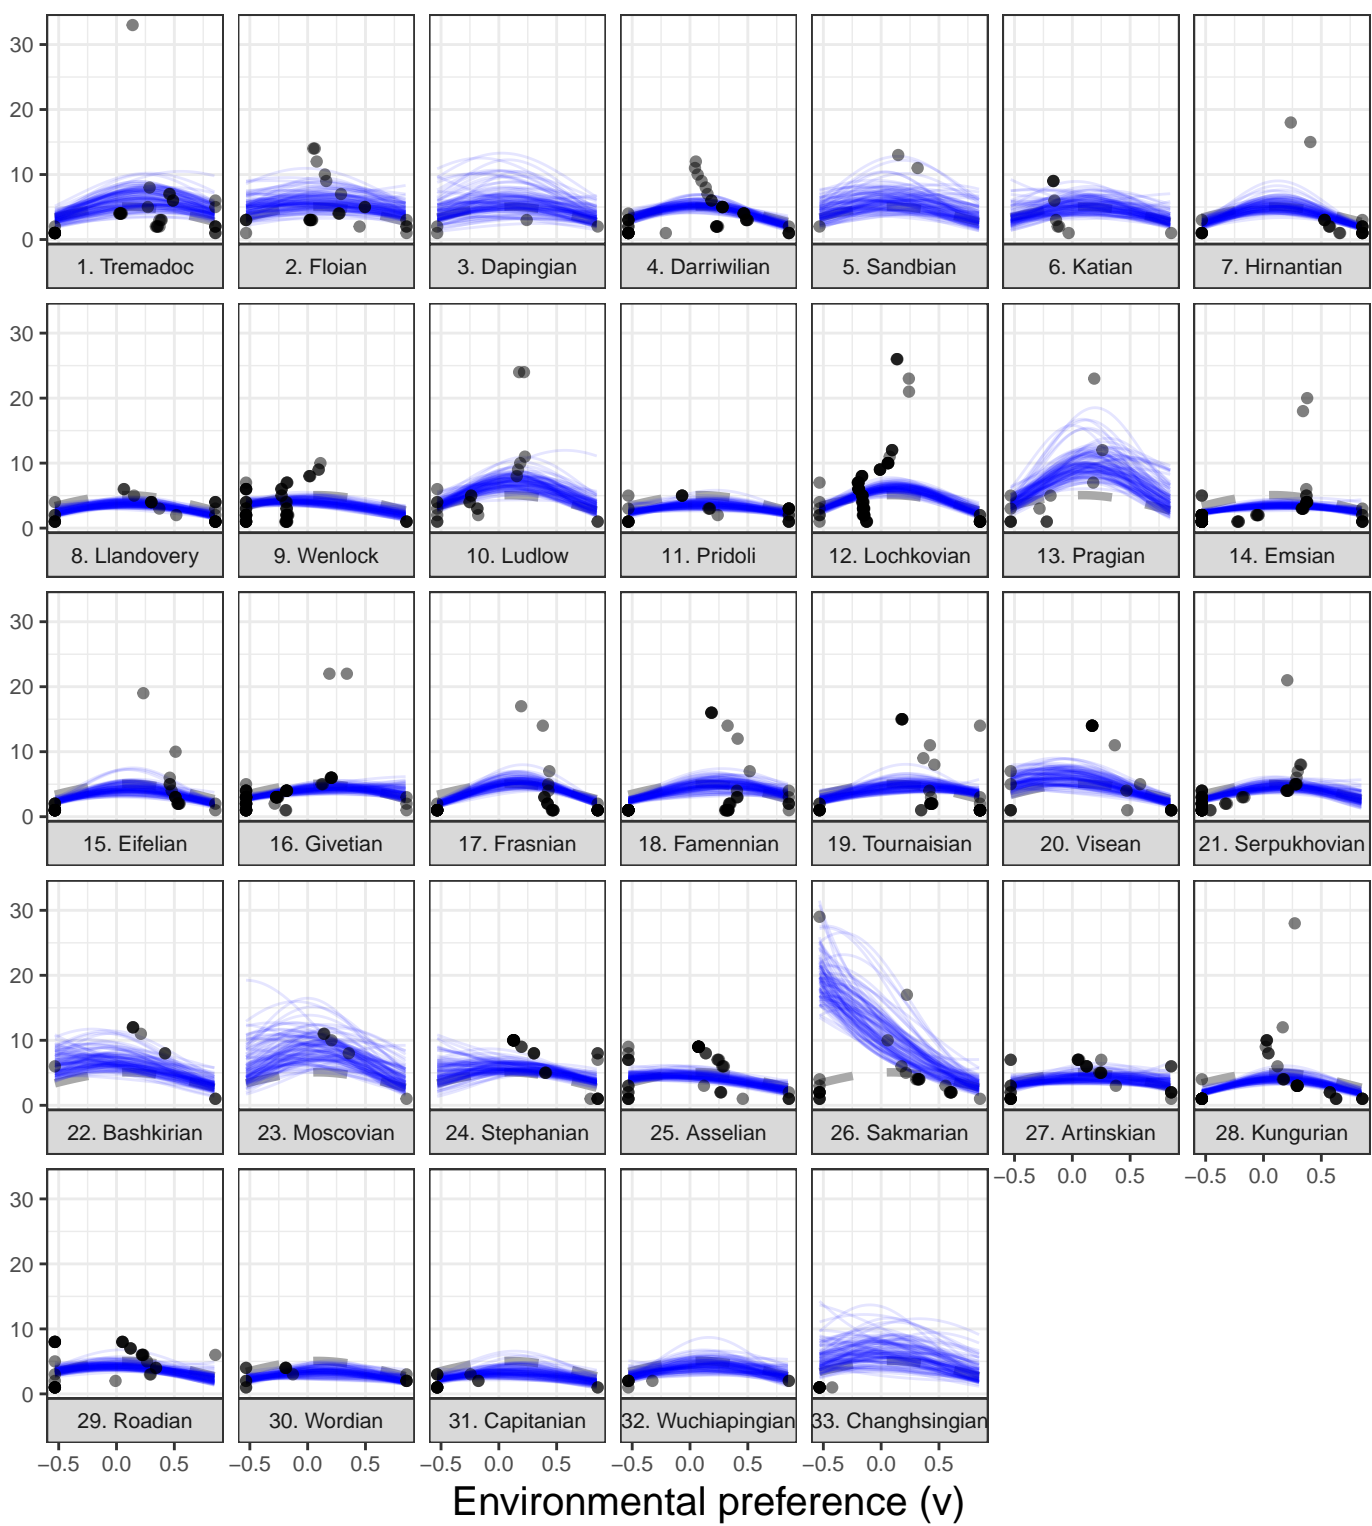 30
20
10
0
1. Tremadoc 2. Floian 3. Dapingian 4. Darriwilian 5. Sandbian 6. Katian 7. Hirnantian
30
20
10
0
8. Llandovery 9. Wenlock 10. Ludlow 11. Pridoli 12. Lochkovian 13. Pragian 14. Emsian
30
20
10
0
15. Eifelian 16. Givetian 17. Frasnian 18. Famennian 19. Tournaisian 20. Visean 21. Serpukhovian
30
20
10
0
22. Bashkirian 23. Moscovian 24. Stephanian 25. Asselian 26. Sakmarian 27. Artinskian 28. Kungurian
−0.5 0.0 0.5 −0.5 0.0 0.5
30
20
10
0
29. Roadian 30. Wordian 31. Capitanian 32. Wuchiapingian 33. Changhsingian
−0.5 0.0 0.5 −0.5 0.0 0.5 −0.5 0.0 0.5 −0.5 0.0 0.5 −0.5 0.0 0.5
Environmental preference (v)